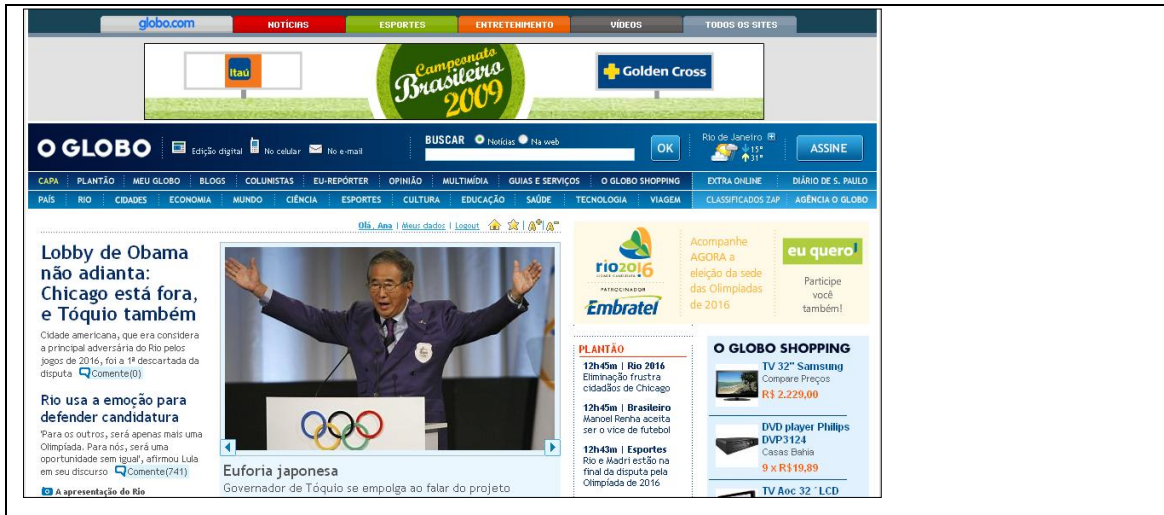 globo.com NOTÍCIAS ESPORTES ENTRETENIMENTO VÍDEOS TODOS OS SITES
Itaú
Campeonato
Brasileiro
2009
Golden Cross
O GLOBO Edição digital No celular No e-mail
BUSCAR Notícias Na web
OK
Rio de Janeiro
15°
31°
ASSINE
CAPA PLANTÃO MEU GLOBO BLOGS COLUNISTAS EU-REPÓRTER OPINIÃO MULTIMÍDIA GUIAS E SERVIÇOS O GLOBO SHOPPING EXTRA ONLINE DIÁRIO DE S. PAULO
PAÍS RIO CIDADES ECONOMIA MUNDO CIÊNCIA ESPORTES CULTURA EDUCAÇÃO SAÚDE TECNOLOGIA VIAGEM CLASSIFICADOS ZAP AGÊNCIA O GLOBO
Olá, Ana | Meus dados | Logout
Lobby de Obama
não adianta:
Chicago está fora,
e Tóquio também
Cidade americana, que era considera
a principal adversária do Rio pelos
jogos de 2016, foi a 1ª descartada da
disputa Comente(0)
Rio usa a emoção para
defender candidatura
'Para os outros, será apenas mais uma
Olimpíada. Para nós, será uma
oportunidade sem igual', afirmou Lula
em seu discurso Comente(741)
A apresentação do Rio
Euforia japonesa
Governador de Tóquio se empolga ao falar do projeto
rio2016
PATROCINADOR
Embratel
Acompanhe
AGORA a
eleição da sede
das Olimpíadas
de 2016
eu quero!
Participe
você
também!
PLANTÃO
12h45m | Rio 2016
Eliminação frustra
cidadãos de Chicago
12h45m | Brasileiro
Manoel Renha aceita
ser o vice de futebol
12h43m | Esportes
Rio e Madri estão na
final da disputa pela
Olimpíada de 2016
O GLOBO SHOPPING
TV 32" Samsung
Compare Preços
R$ 2.229,00
DVD player Philips
DVP3124
Casas Bahia
9 x R$19,89
TV Aoc 32 ´LCD